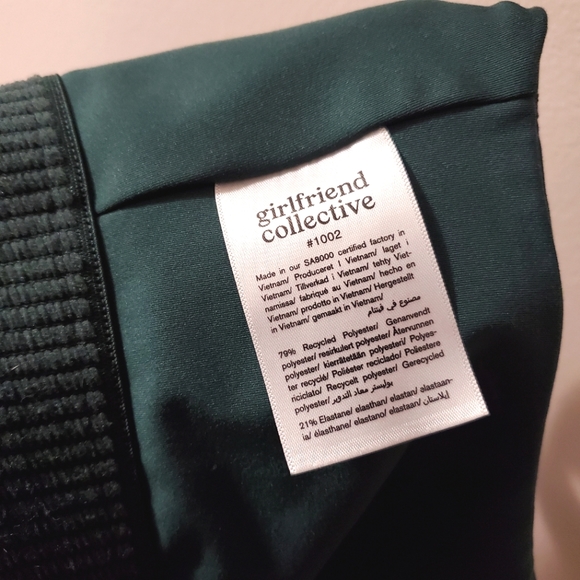 girlfriend
collective
#1002
Made in our SA8000 certified factory in
Vietnam/ Produceret I Vietnam/ laget i
Vietnam/ Tillverkad i Vietnam/ tehty Viet-
namissa/ fabriqué au Vietnam/ hecho en
Vietnam/ prodotto in Vietnam/ Hergestellt
in Vietnam/ gemaakt in Vietnam/
مصنوع في فيتنام
79% Recycled Polyester/ Genanvendt
polyester/ resirkulert polyester/ Återvunnen
polyester/ kierrätetään polyesteri/ Polyes-
ter recyclé/ Poliéster reciclado/ Poliestere
riciclato/ Recycelt polyester/ Gerecycled
polyester/ بوليستر معاد التدوير
21% Elastane/ elasthan/ elastan/ elastaan-
ia/ élasthane/ elastano/ elastaan/ إيلاستان